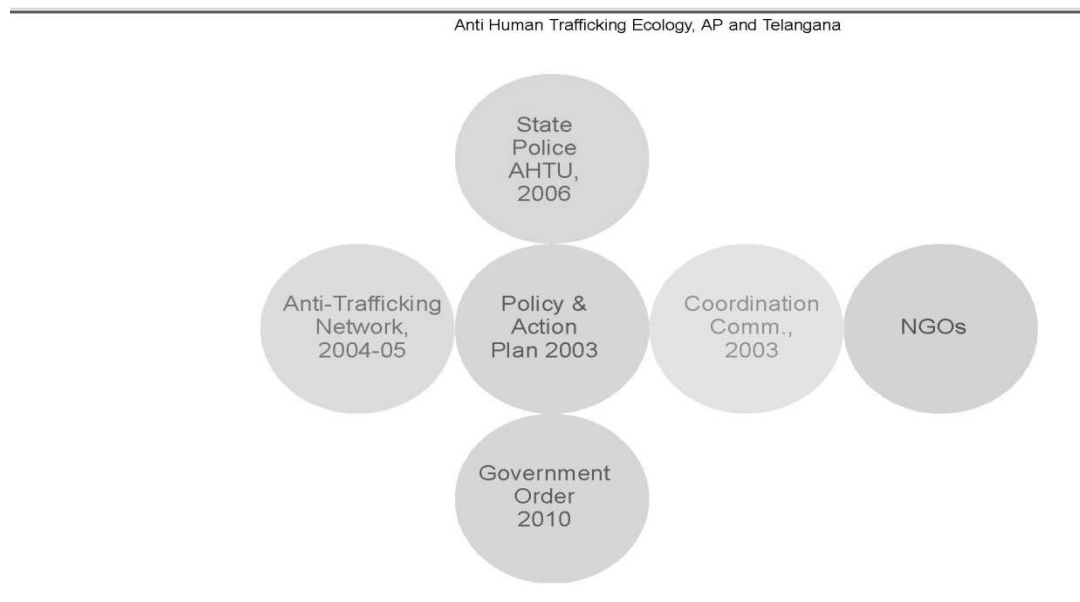 Anti Human Trafficking Ecology, AP and Telangana
State
Police
AHTU,
2006
Anti-Trafficking
Network,
2004-05
Policy &
Action
Plan 2003
Coordination
Comm.,
2003
NGOs
Government
Order
2010